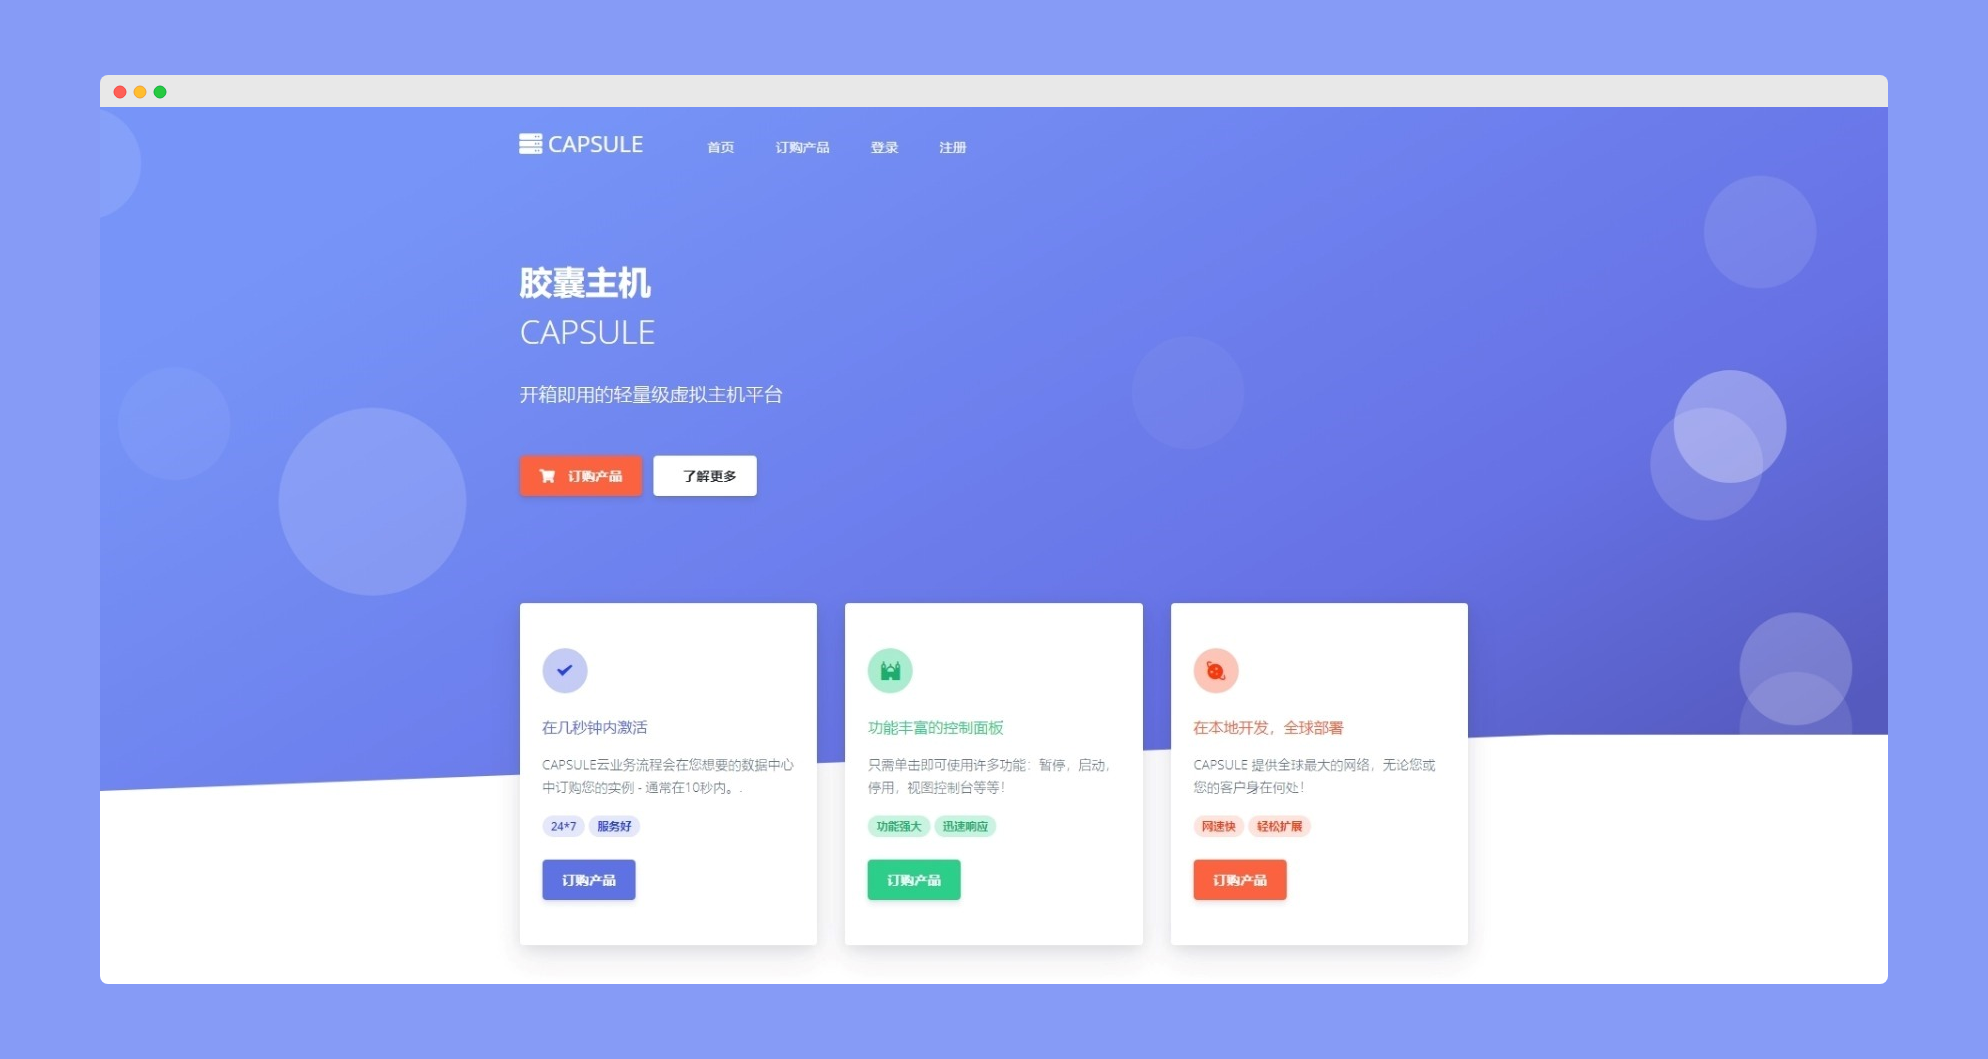 CAPSULE 首页 订购产品 登录 注册
胶囊主机
CAPSULE
开箱即用的轻量级虚拟主机平台
订购产品 了解更多
在几秒钟内激活
CAPSULE云业务流程会在您想要的数据中心
中订购您的实例 - 通常在10秒内。.
24*7 服务好
订购产品
功能丰富的控制面板
只需单击即可使用许多功能：暂停，启动，
停用，视图控制台等等！
功能强大 迅速响应
订购产品
在本地开发，全球部署
CAPSULE 提供全球最大的网络，无论您或
您的客户身在何处！
网速快 轻松扩展
订购产品